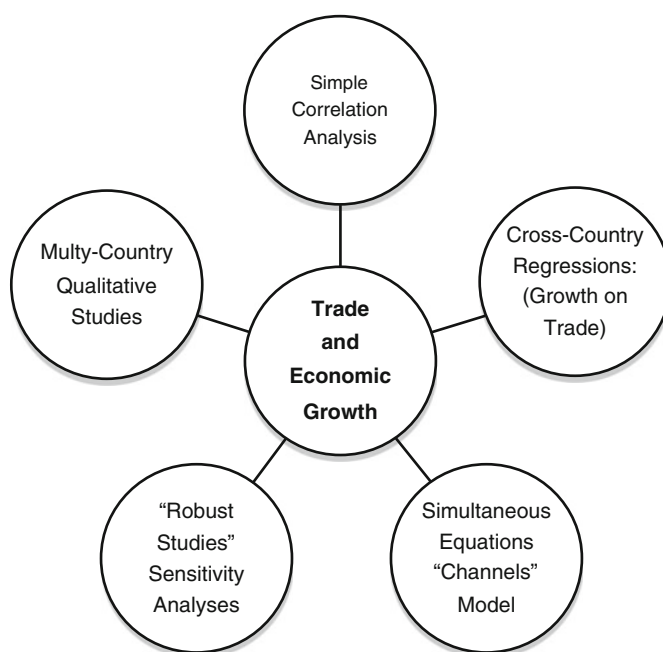 Simple
Correlation
Analysis
Multy-Country
Qualitative
Studies
Cross-Country
Regressions:
(Growth on
Trade)
Trade
and
Economic
Growth
“Robust
Studies”
Sensitivity
Analyses
Simultaneous
Equations
“Channels”
Model